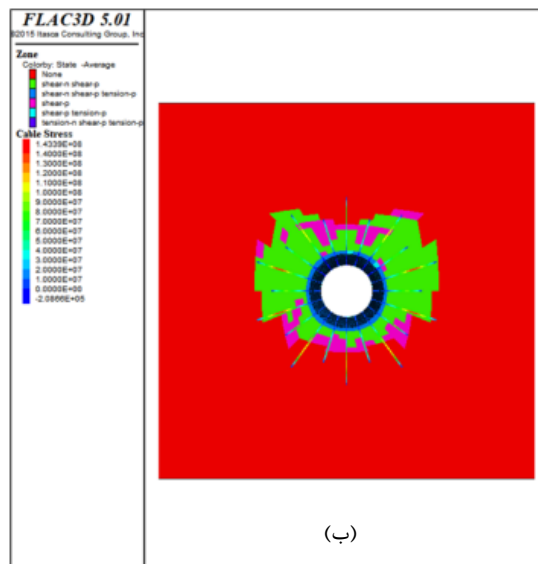 FLAC3D 5.01
©2015 Itasca Consulting Group, Inc
Zone
Colorby: State -Average
None
shear-n shear-p
shear-n shear-p tension-p
shear-p
shear-p tension-p
tension-n shear-p tension-p
Cable Stress
1.4339E+08
1.4000E+08
1.3000E+08
1.2000E+08
1.1000E+08
1.0000E+08
9.0000E+07
8.0000E+07
7.0000E+07
6.0000E+07
5.0000E+07
4.0000E+07
3.0000E+07
2.0000E+07
1.0000E+07
0.0000E+00
-2.0866E+05
(ب)